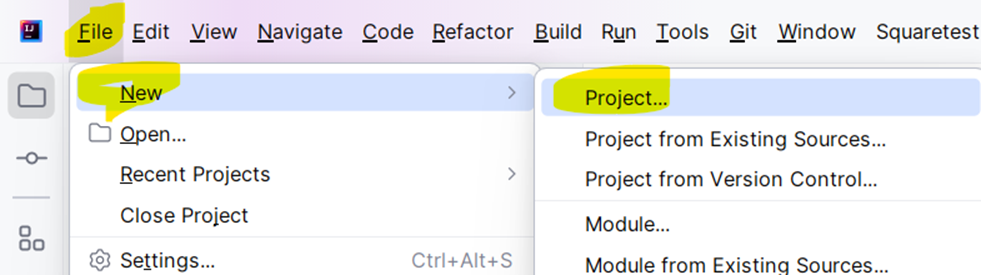 IJ
File Edit View Navigate Code Refactor Build Run Tools Git Window Squaretest
New
Project...
Open...
Project from Existing Sources...
Recent Projects
Project from Version Control...
Close Project
Module...
Settings... Ctrl+Alt+S
Module from Existing Sources...